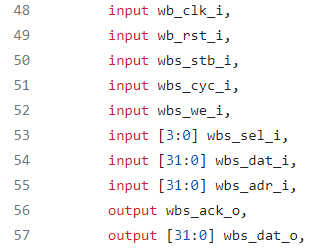 48 input wb_clk_i,
49 input wb_rst_i,
50 input wbs_stb_i,
51 input wbs_cyc_i,
52 input wbs_we_i,
53 input [3:0] wbs_sel_i,
54 input [31:0] wbs_dat_i,
55 input [31:0] wbs_adr_i,
56 output wbs_ack_o,
57 output [31:0] wbs_dat_o,